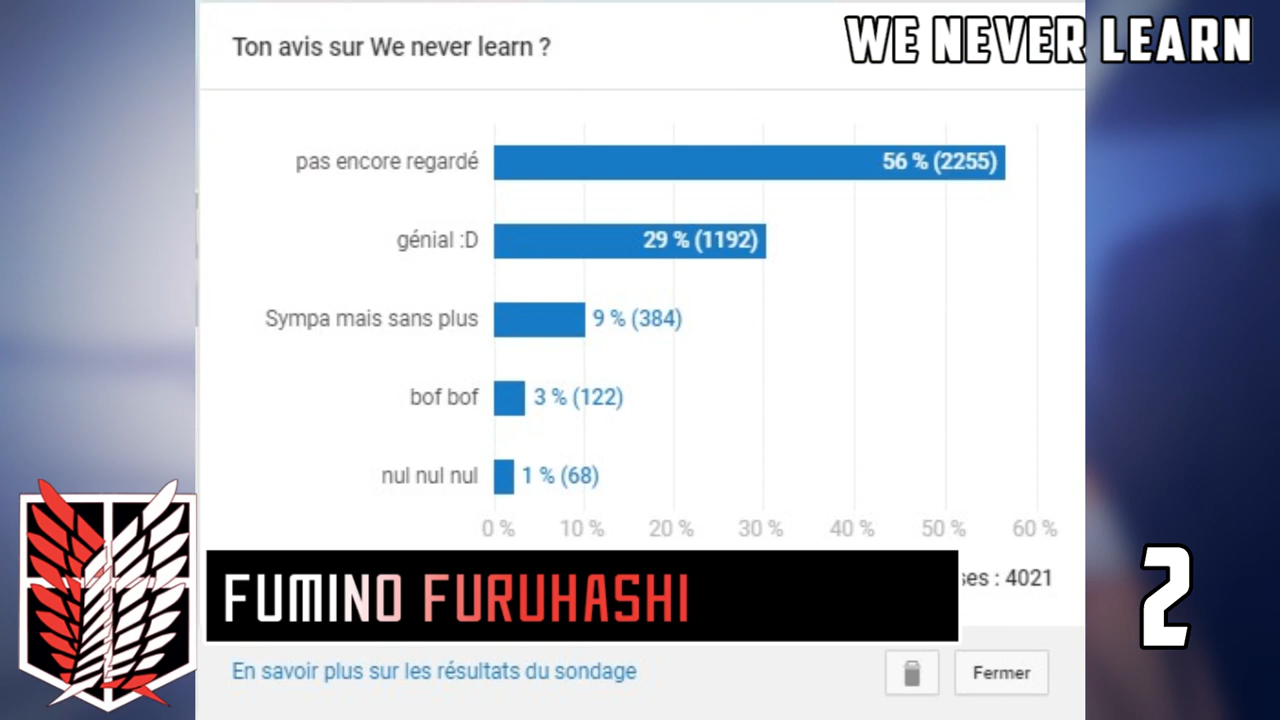 Ton avis sur We never learn ?
WE NEVER LEARN
pas encore regardé 56 % (2255)
génial :D 29 % (1192)
Sympa mais sans plus 9 % (384)
bof bof 3 % (122)
nul nul nul 1 % (68)
0 % 10 % 20 % 30 % 40 % 50 % 60 %
: 4021
FUMINO FURUHASHI
2
En savoir plus sur les résultats du sondage
Fermer